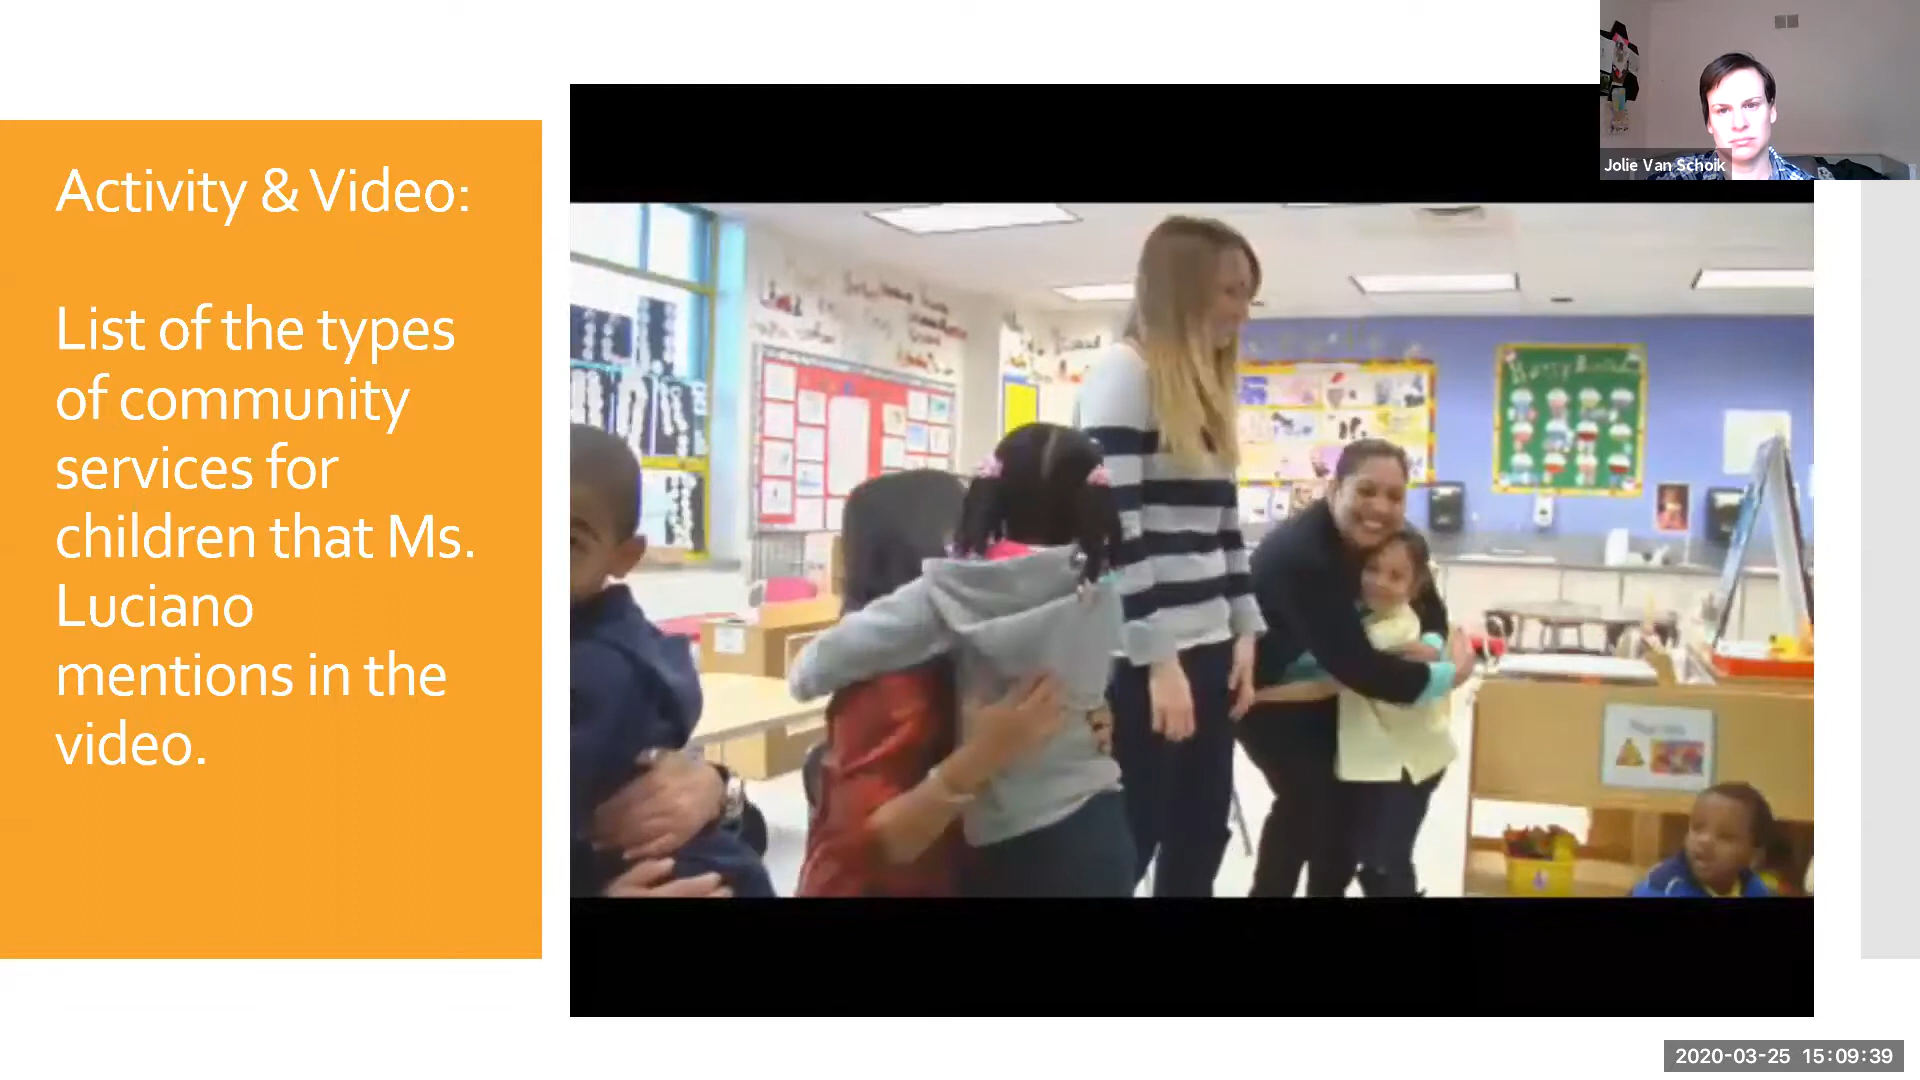 Activity & Video:
List of the types
of community
services for
children that Ms.
Luciano
mentions in the
video.
Jolie Van Schoik
2020-03-25 15:09:39